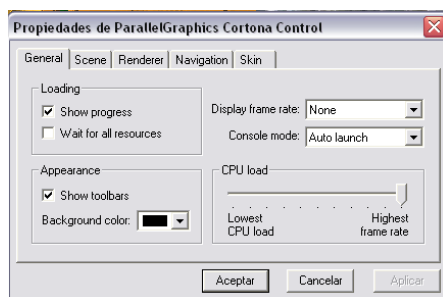 Propiedades de ParallelGraphics Cortona Control
General Scene Renderer Navigation Skin
Loading
Show progress
Wait for all resources
Display frame rate: None
Console mode: Auto launch
Appearance
Show toolbars
Background color:
CPU load
Lowest CPU load
Highest frame rate
Aceptar Cancelar Aplicar